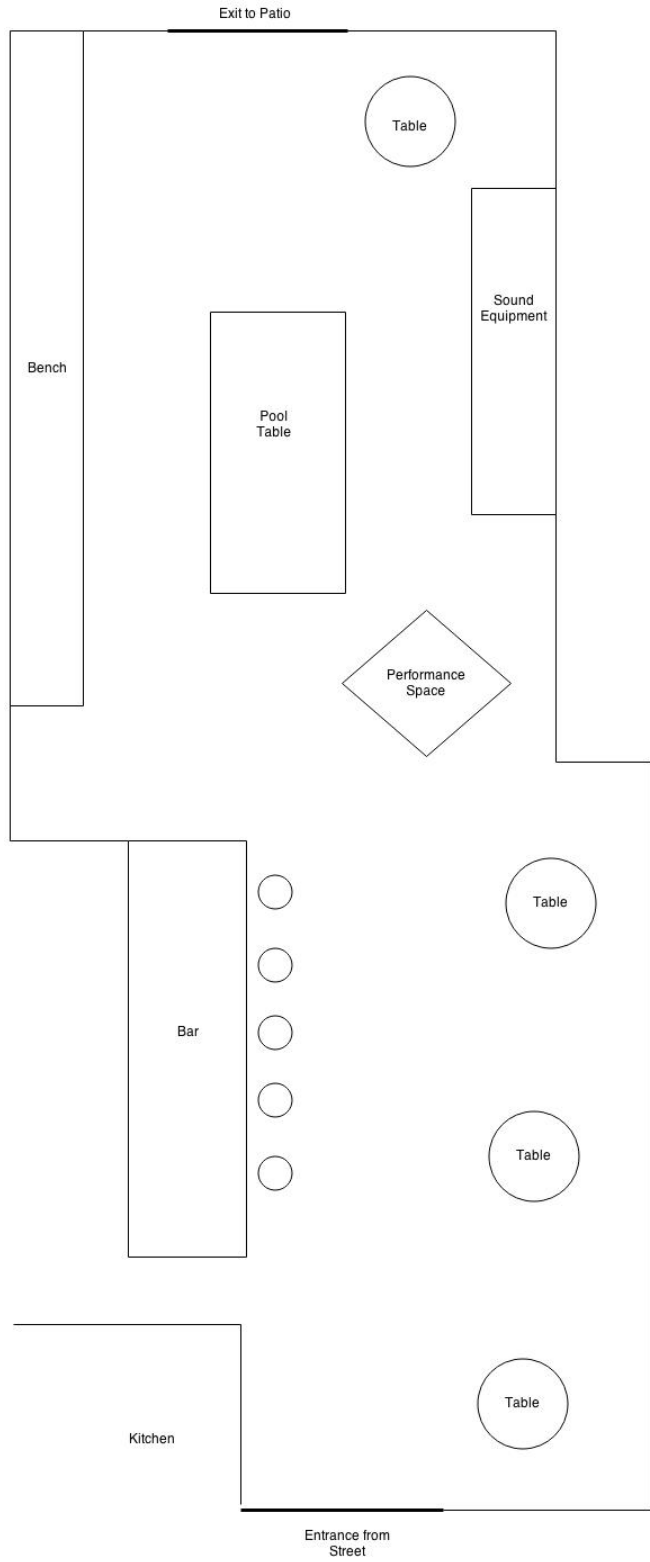 Exit to Patio
Table
Sound
Equipment
Bench
Pool
Table
Performance
Space
Table
Bar
Table
Table
Kitchen
Entrance from
Street